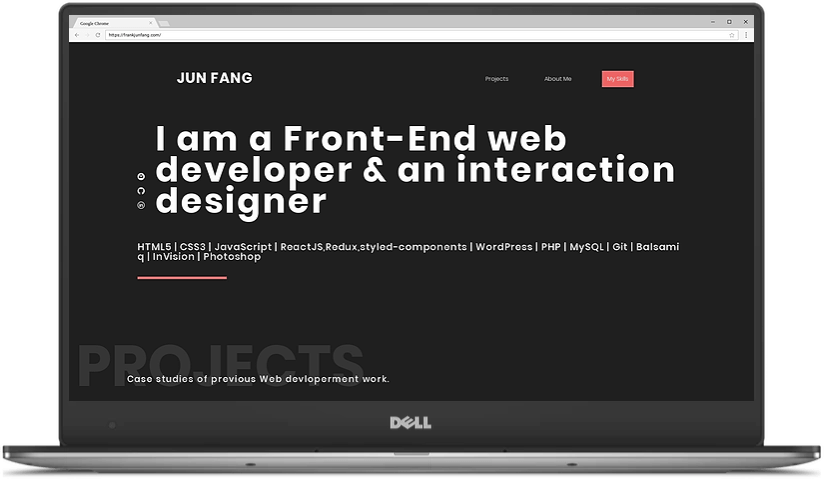 Google Chrome
https://frankjunfang.com/
JUN FANG
Projects
About Me
My Skills
I am a Front-End web
developer & an interaction
designer
HTML5 | CSS3 | JavaScript | ReactJS,Redux,styled-components | WordPress | PHP | MySQL | Git | Balsami
q | InVision | Photoshop
PROJECTS
Case studies of previous Web devloperment work.
DELL